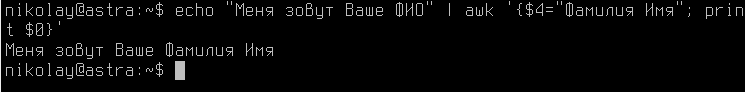 nikolay@astra:~$ echo "Меня зовут Ваше ФИО" | awk '{$4="Фамилия Имя"; prin
t $0}'
Меня зовут Ваше Фамилия Имя
nikolay@astra:~$